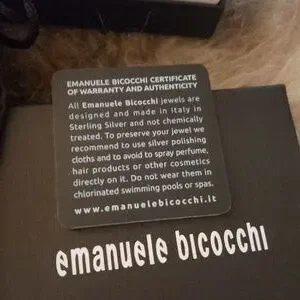 EMANUELE BICOCCHI CERTIFICATE
OF WARRANTY AND AUTHENTICITY
All Emanuele Bicocchi jewels are
designed and made in Italy in
Sterling Silver and not chemically
treated. To preserve your jewel we
recommend to use silver polishing
cloths and to avoid to spray perfume,
hair products or other cosmetics
directly on it. Do not wear them in
chlorinated swimming pools or spas.
www.emanuelebicocchi.it
emanuele bicocchi